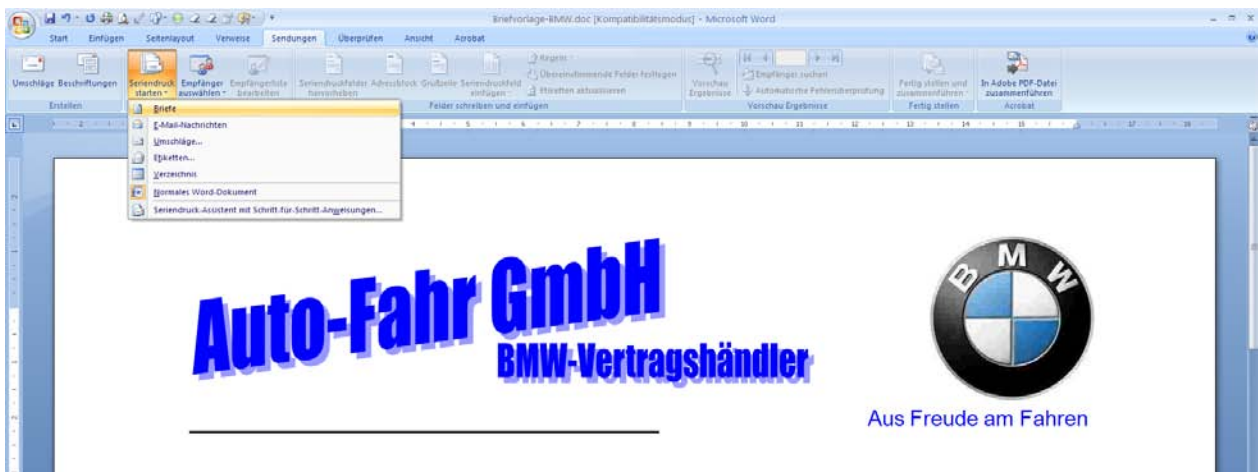 Briefvorlage-BMW.doc [Kompatibilitätsmodus] - Microsoft Word
Start Einfügen Seitenlayout Verweise Sendungen Überprüfen Ansicht Acrobat
Umschläge Beschriftungen Seriendruck starten Empfänger auswählen Empfängerliste bearbeiten Seriendruckfelder hervorheben Adressblock Grußzeile Seriendruckfeld einfügen
Regeln
Übereinstimmende Felder festlegen
Etiketten aktualisieren
Vorschau Ergebnisse
Empfänger suchen
Automatische Fehlerüberprüfung
Fertig stellen und zusammenführen
In Adobe PDF-Datei zusammenführen
Erstellen Felder schreiben und einfügen Vorschau Ergebnisse Fertig stellen Acrobat
Briefe
E-Mail-Nachrichten
Umschläge...
Etiketten...
Verzeichnis
Normales Word-Dokument
Seriendruck-Assistent mit Schritt-für-Schritt-Anweisungen...
Auto-Fahr GmbH
BMW-Vertragshändler
BMW
Aus Freude am Fahren